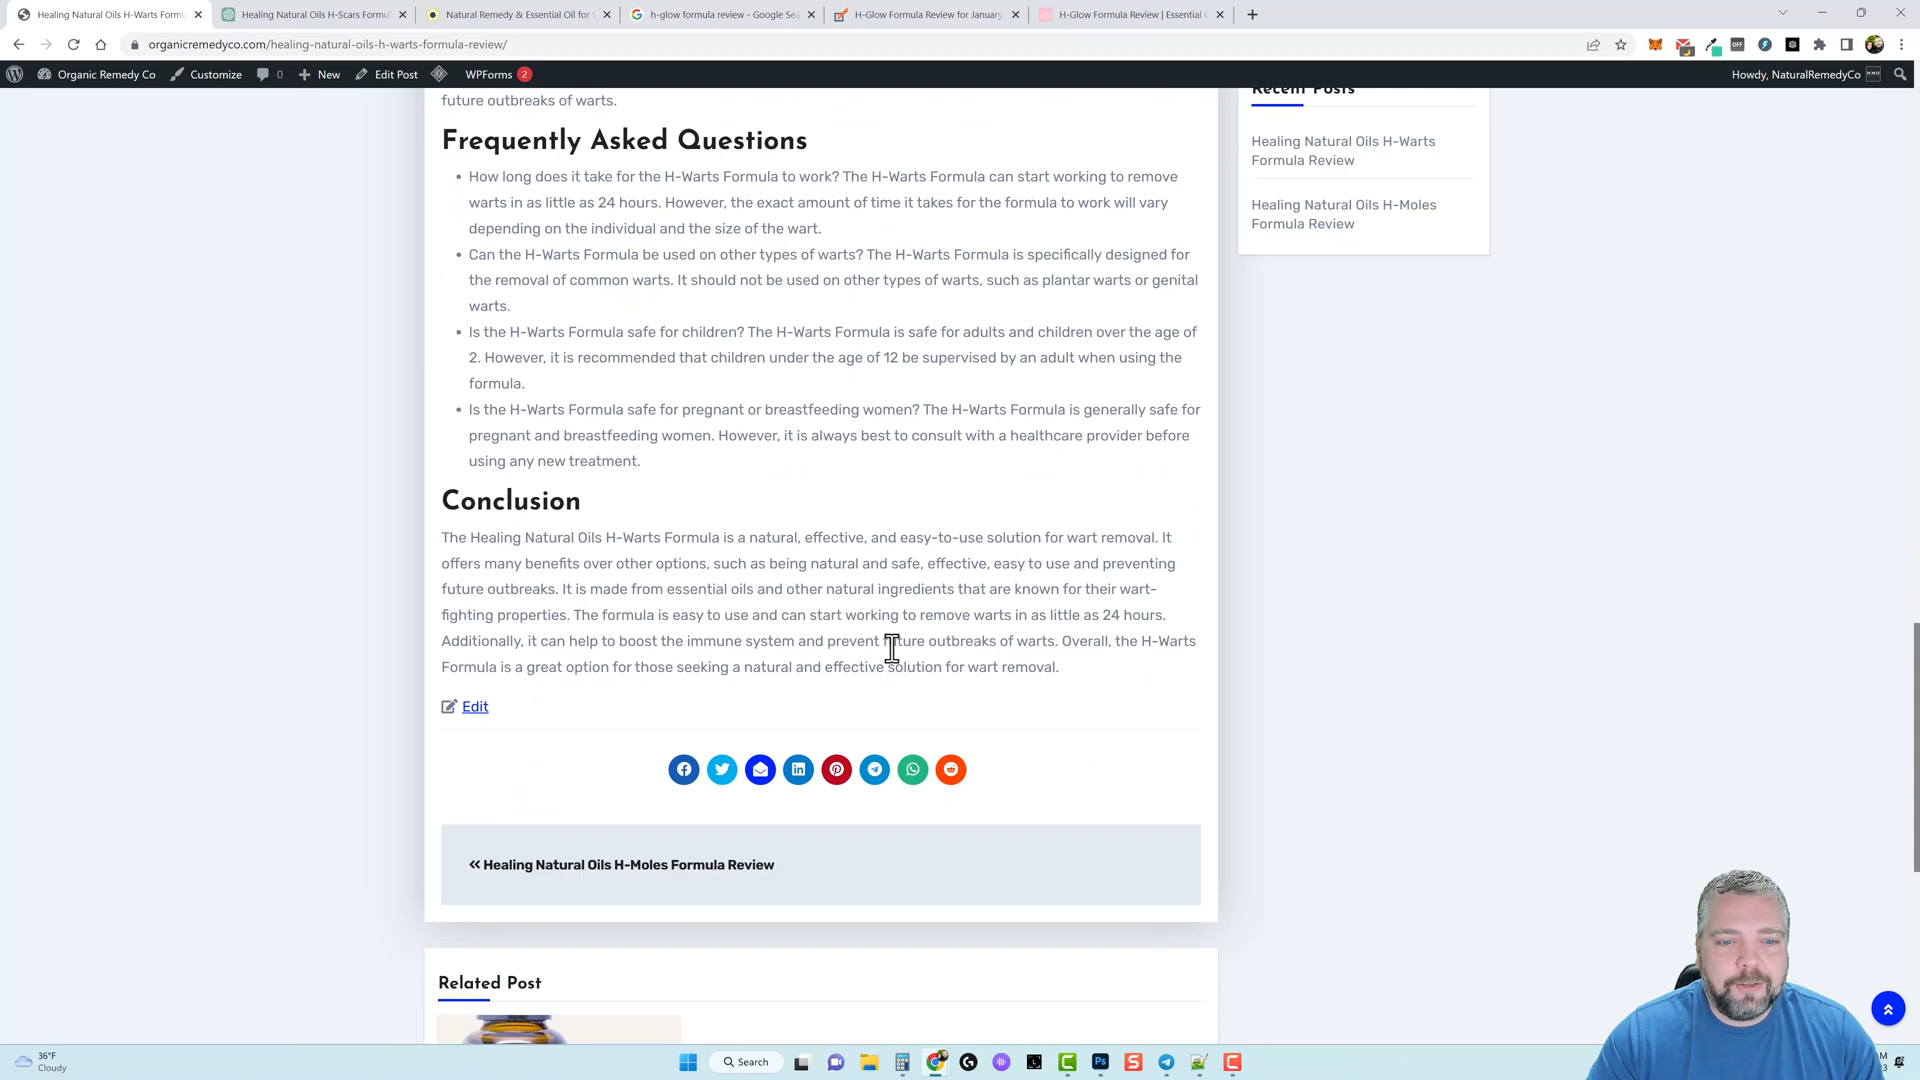 Healing Natural Oils H-Warts Formu
Healing Natural Oils H-Scars Formul
Natural Remedy & Essential Oil for
h-glow formula review - Google Sea
H-Glow Formula Review for January
H-Glow Formula Review | Essential
organicremedyco.com/healing-natural-oils-h-warts-formula-review/
OFF
Organic Remedy Co
Customize
0
New
Edit Post
WPForms 2
Howdy, NaturalRemedyCo
future outbreaks of warts.
Recent Posts
Healing Natural Oils H-Warts
Formula Review
Healing Natural Oils H-Moles
Formula Review
Frequently Asked Questions
• How long does it take for the H-Warts Formula to work? The H-Warts Formula can start working to remove
warts in as little as 24 hours. However, the exact amount of time it takes for the formula to work will vary
depending on the individual and the size of the wart.
• Can the H-Warts Formula be used on other types of warts? The H-Warts Formula is specifically designed for
the removal of common warts. It should not be used on other types of warts, such as plantar warts or genital
warts.
• Is the H-Warts Formula safe for children? The H-Warts Formula is safe for adults and children over the age of
2. However, it is recommended that children under the age of 12 be supervised by an adult when using the
formula.
• Is the H-Warts Formula safe for pregnant or breastfeeding women? The H-Warts Formula is generally safe for
pregnant and breastfeeding women. However, it is always best to consult with a healthcare provider before
using any new treatment.
Conclusion
The Healing Natural Oils H-Warts Formula is a natural, effective, and easy-to-use solution for wart removal. It
offers many benefits over other options, such as being natural and safe, effective, easy to use and preventing
future outbreaks. It is made from essential oils and other natural ingredients that are known for their wart-
fighting properties. The formula is easy to use and can start working to remove warts in as little as 24 hours.
Additionally, it can help to boost the immune system and prevent future outbreaks of warts. Overall, the H-Warts
Formula is a great option for those seeking a natural and effective solution for wart removal.
Edit
« Healing Natural Oils H-Moles Formula Review
Related Post
36°F
Cloudy
Search